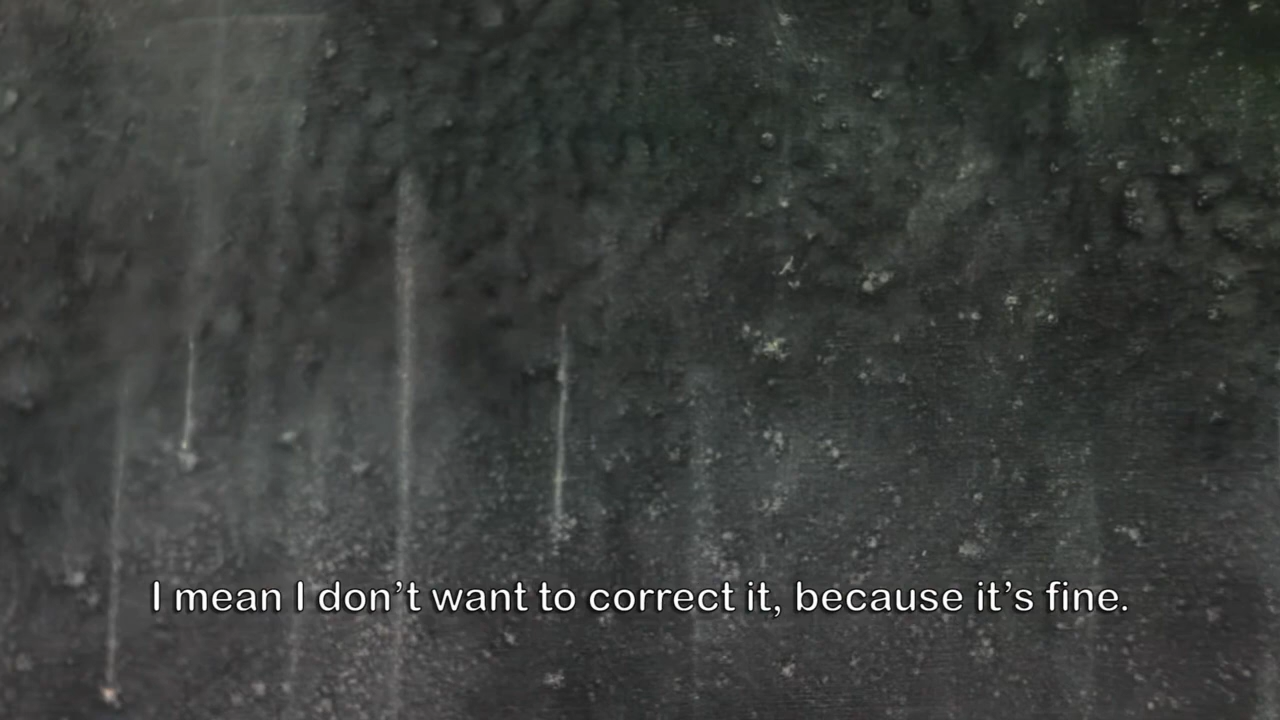 I mean I don’t want to correct it, because it’s fine.